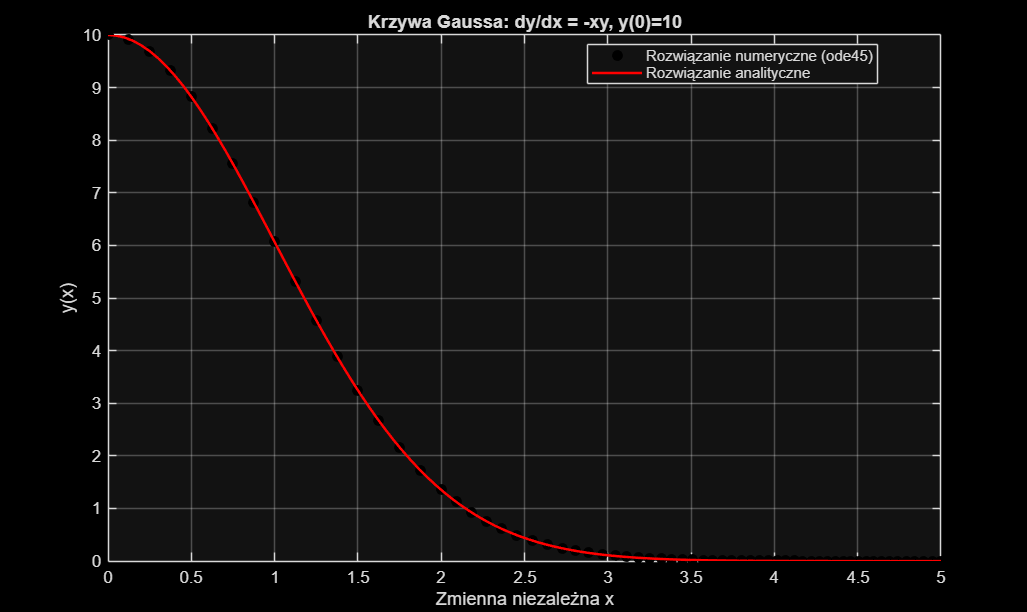 Krzywa Gaussa: dy/dx = -xy, y(0)=10
Rozwiązanie numeryczne (ode45)
Rozwiązanie analityczne
10
9
8
7
6
5
4
3
2
1
0
y(x)
0 0.5 1 1.5 2 2.5 3 3.5 4 4.5 5
Zmienna niezależna x